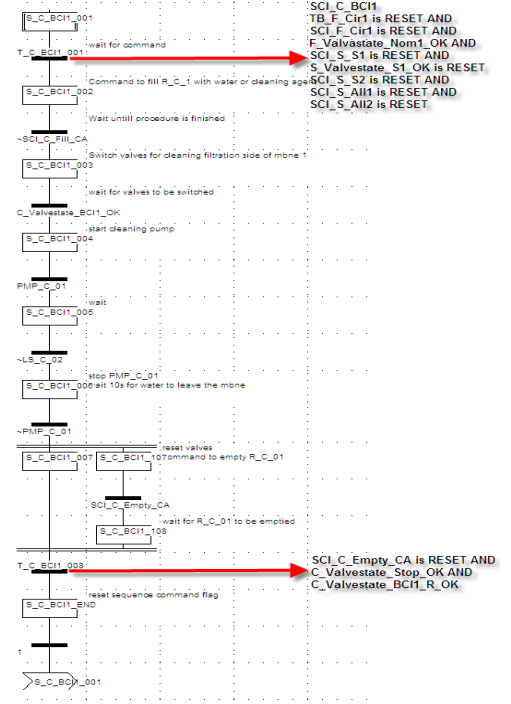 SCI_C_BCI1
TB_F_Cir1 is RESET AND
SCI_F_Cir1 is RESET AND
F_Valvastate_Nom1_OK AND
SCI_S_S1 is RESET AND
S_Valvestate_S1_OK is RESET
SCI_S_S2 is RESET AND
SCI_S_All1 is RESET AND
SCI_S_All2 is RESET
S_C_BCI1_001
wait for command
T_C_BCI1_001
Command to fill R_C_1 with water or cleaning agen
S_C_BCI1_002
Wait untill procedure is finished
~SCI_C_Fill_CA
Switch valves for cleaning filtration side of mbne 1
S_C_BCI1_003
wait for valves to be switched
C_Valvestate_BCI1_OK
start cleaning pump
S_C_BCI1_004
PMP_C_01
wait
S_C_BCI1_005
~LS_C_02
stop PMP_C_01
S_C_BCI1_006 ait 10s for water to leave the mbne
~PMP_C_01
reset valves
S_C_BCI1_007 S_C_BCI1_107 ommand to empty R_C_01
SCI_C_Empty_CA
wait for R_C_01 to be emptied
S_C_BCI1_108
T_C_BCI1_008
SCI_C_Empty_CA is RESET AND
C_Valvestate_Stop_OK AND
C_Valvestate_BCI1_R_OK
reset sequence command flag
S_C_BCI1_END
1
S_C_BCI1_001